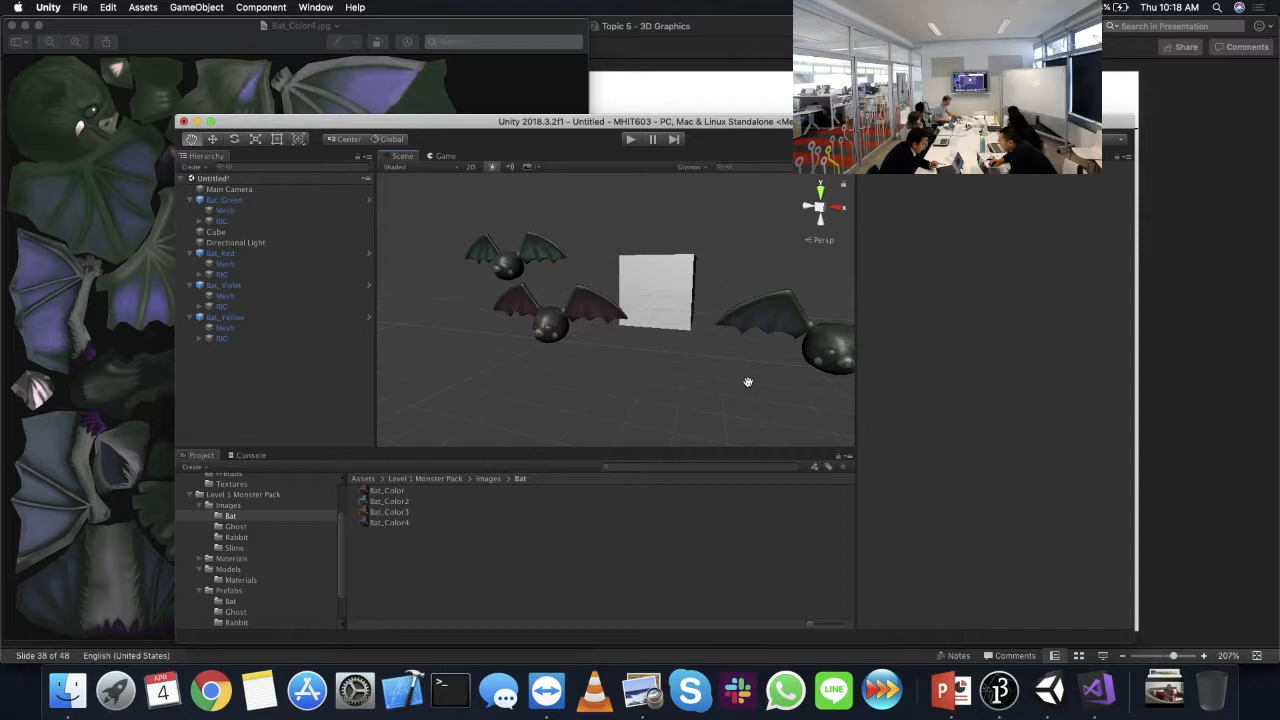 Unity File Edit Assets GameObject Component Window Help
Thu 10:18 AM
Bat_Color4.jpg
Topic 5 - 3D Graphics
Search in Presentation
Share
Comments
Unity 2018.3.2f1 - Untitled - MHIT603 - PC, Mac & Linux Standalone <Me
Center
Global
Hierarchy
Scene
Game
Create
All
Shaded
2D
Gizmos
All
Untitled*
Main Camera
Bat_Green
Mesh
RIG
Cube
Directional Light
Bat_Red
Mesh
RIG
Bat_Violet
Mesh
RIG
Bat_Yellow
Mesh
RIG
y
x
Persp
Project
Console
Create
Prefabs
Textures
Level 1 Monster Pack
Images
Bat
Ghost
Rabbit
Slime
Materials
Models
Materials
Prefabs
Bat
Ghost
Rabbit
Assets > Level 1 Monster Pack > Images > Bat
Bat_Color
Bat_Color2
Bat_Color3
Bat_Color4
Slide 38 of 48
English (United States)
Notes
Comments
207%
APR
4
LINE
P